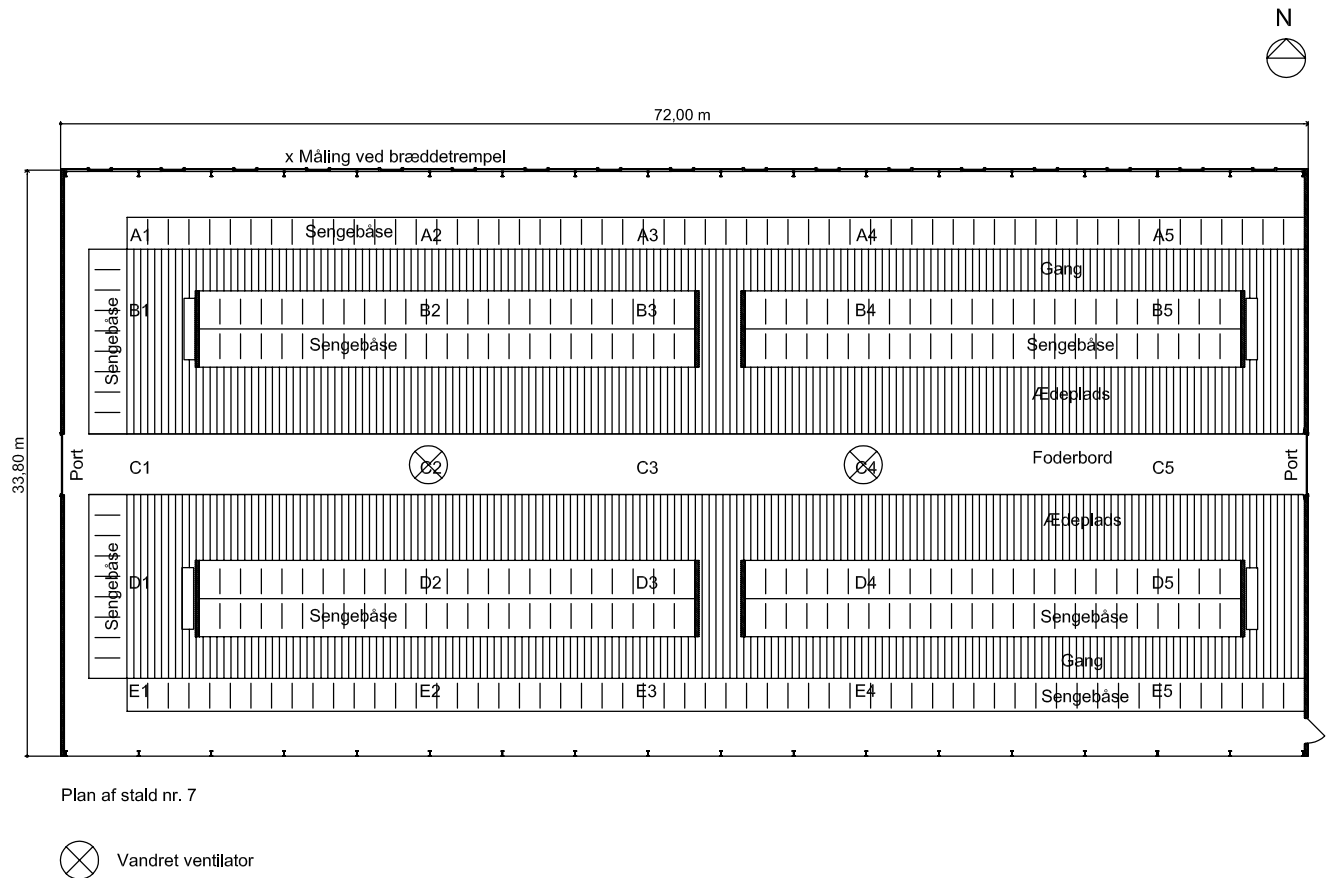 N
72,00 m
x Måling ved bræddetrempel
A1 Sengebåse A2 A3 A4 A5
Gang
Sengebåse
B1 B2 B3 B4 B5
Sengebåse Sengebåse
Ædeplads
33,80 m
Port
C1 C2 C3 C4 Foderbord C5
Port
Ædeplads
Sengebåse
D1 D2 D3 D4 D5
Sengebåse Sengebåse
Gang
E1 E2 E3 E4 E5
Sengebåse
Plan af stald nr. 7
Vandret ventilator